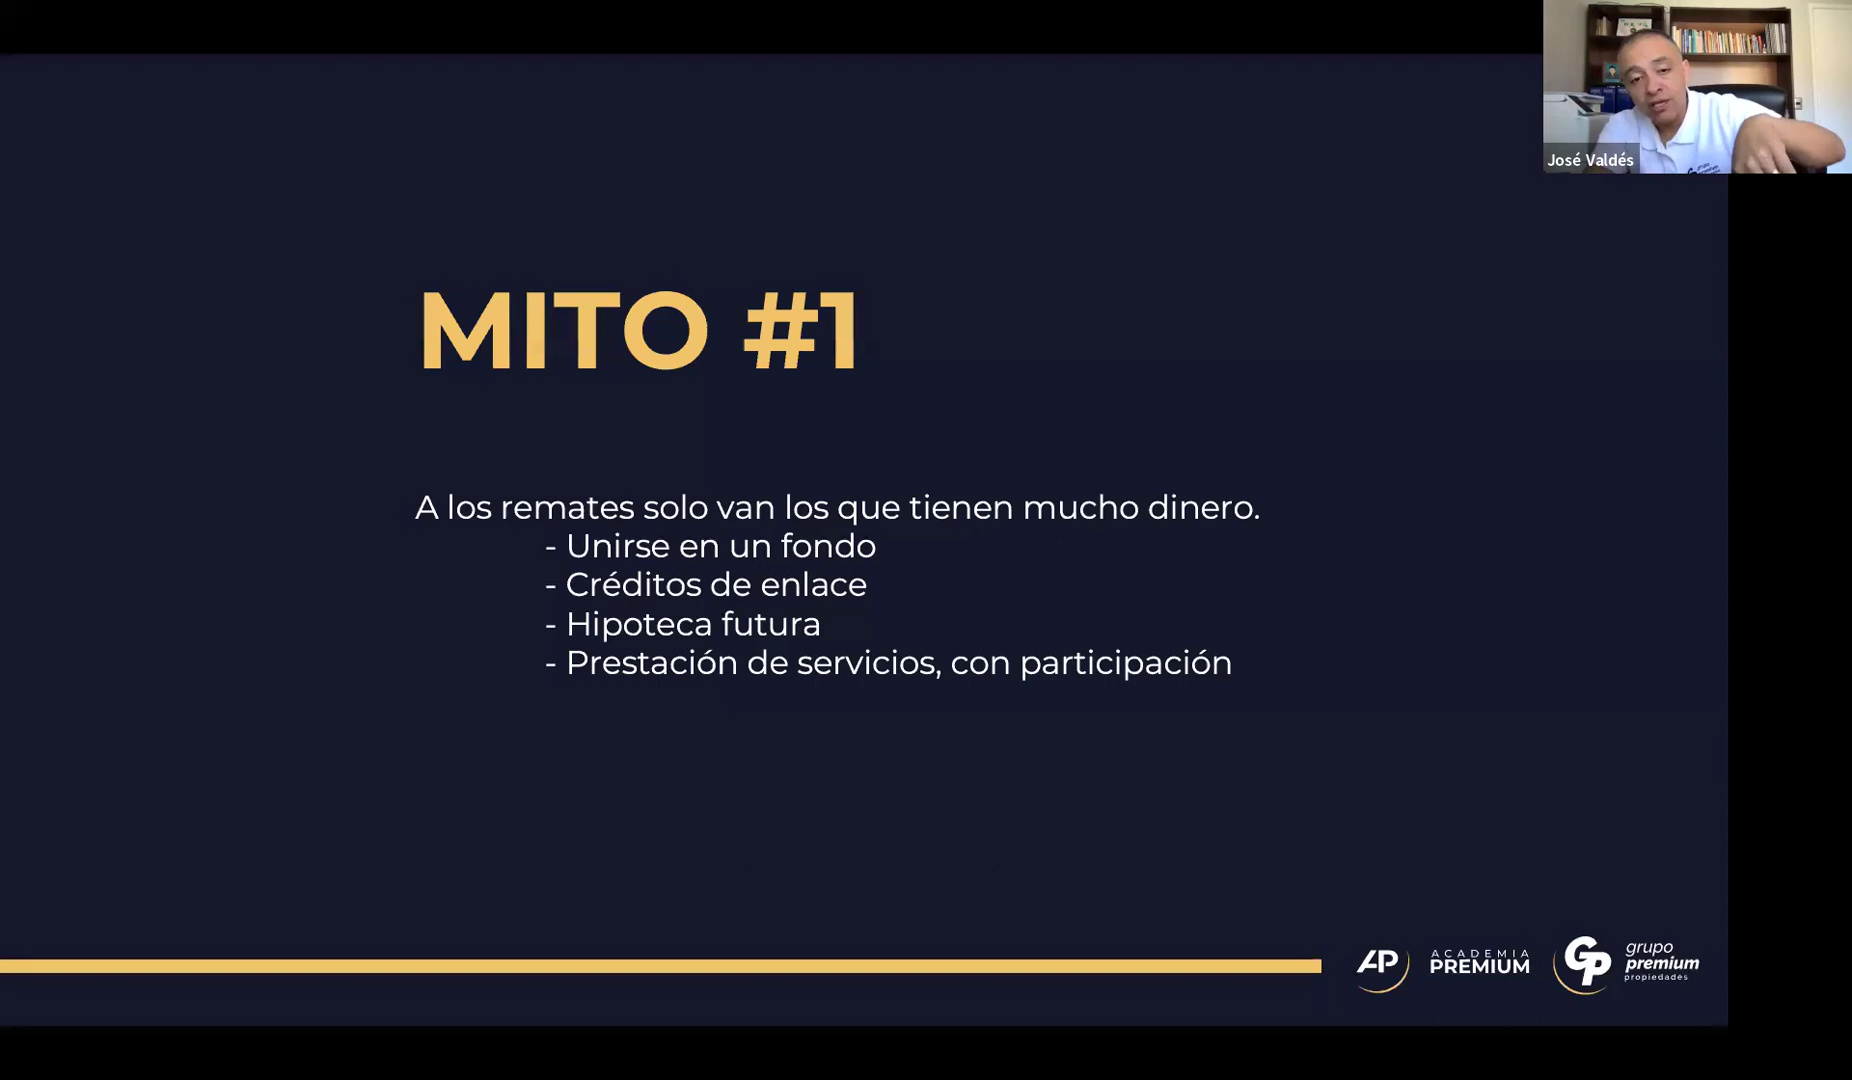 José Valdés
MITO #1
A los remates solo van los que tienen mucho dinero.
- Unirse en un fondo
- Créditos de enlace
- Hipoteca futura
- Prestación de servicios, con participación
AP
ACADEMIA
PREMIUM
GP
grupo
premium
propiedades